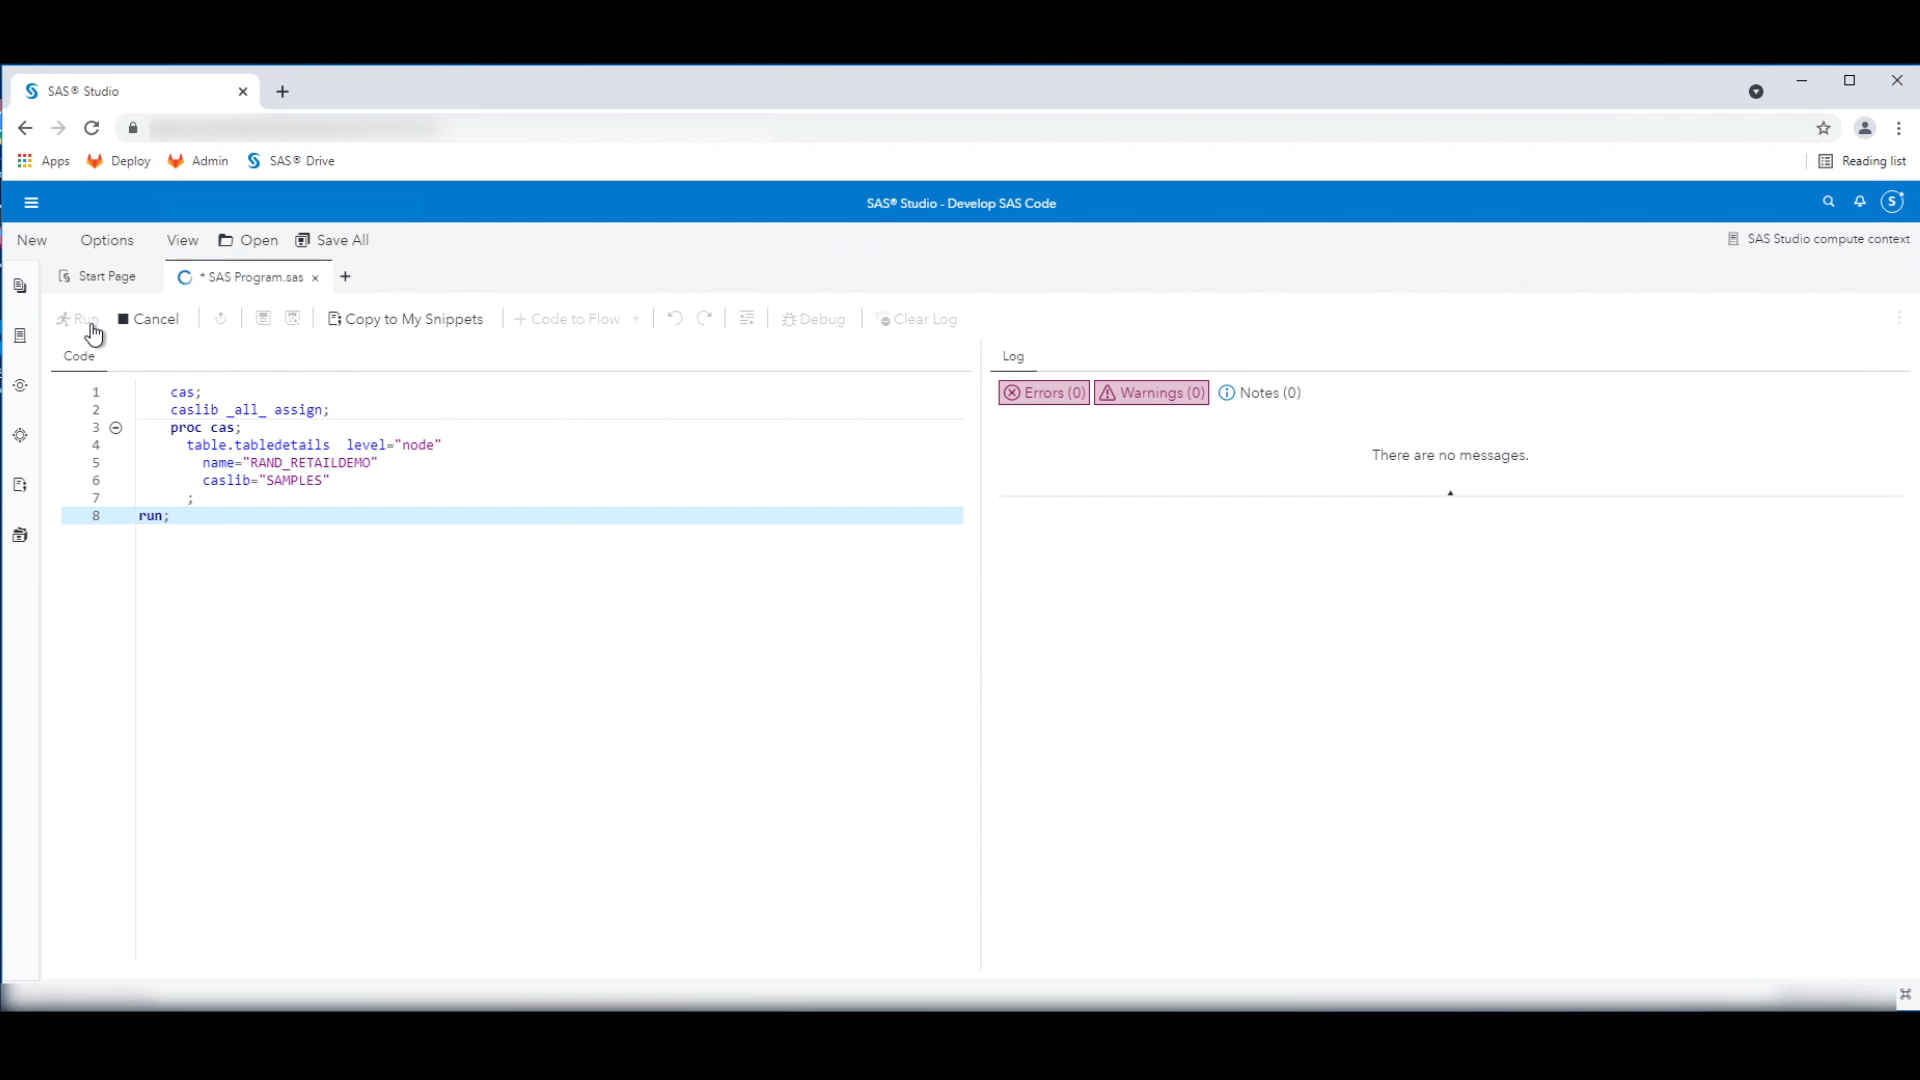 SAS® Studio
Apps Deploy Admin SAS® Drive Reading list
SAS® Studio - Develop SAS Code S
New Options View Open Save All SAS Studio compute context
Start Page * SAS Program.sas
Run Cancel Copy to My Snippets Code to Flow Debug Clear Log
Code Log
Errors (0) Warnings (0) Notes (0)
There are no messages.
1 cas;
2 caslib _all_ assign;
3 proc cas;
4 table.tabledetails level="node"
5 name="RAND_RETAILDEMO"
6 caslib="SAMPLES"
7 ;
8 run;